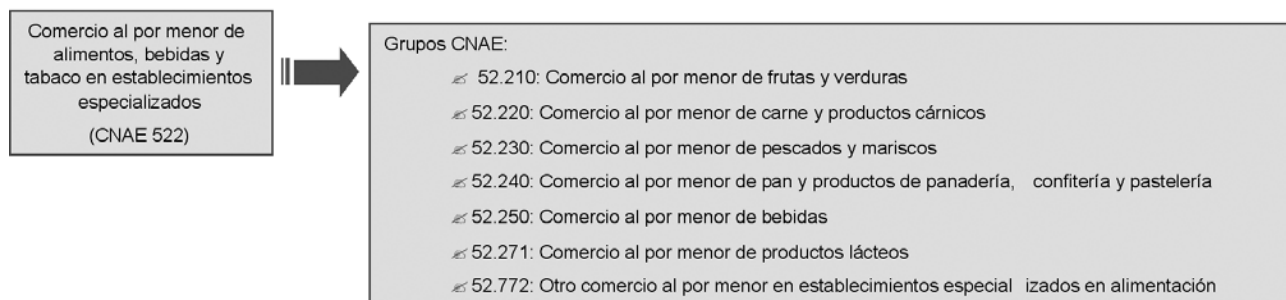 Comercio al por menor de
alimentos, bebidas y
tabaco en establecimientos
especializados
(CNAE 522)
Grupos CNAE:
52.210: Comercio al por menor de frutas y verduras
52.220: Comercio al por menor de carne y productos cárnicos
52.230: Comercio al por menor de pescados y mariscos
52.240: Comercio al por menor de pan y productos de panadería, confitería y pastelería
52.250: Comercio al por menor de bebidas
52.271: Comercio al por menor de productos lácteos
52.772: Otro comercio al por menor en establecimientos especial izados en alimentación